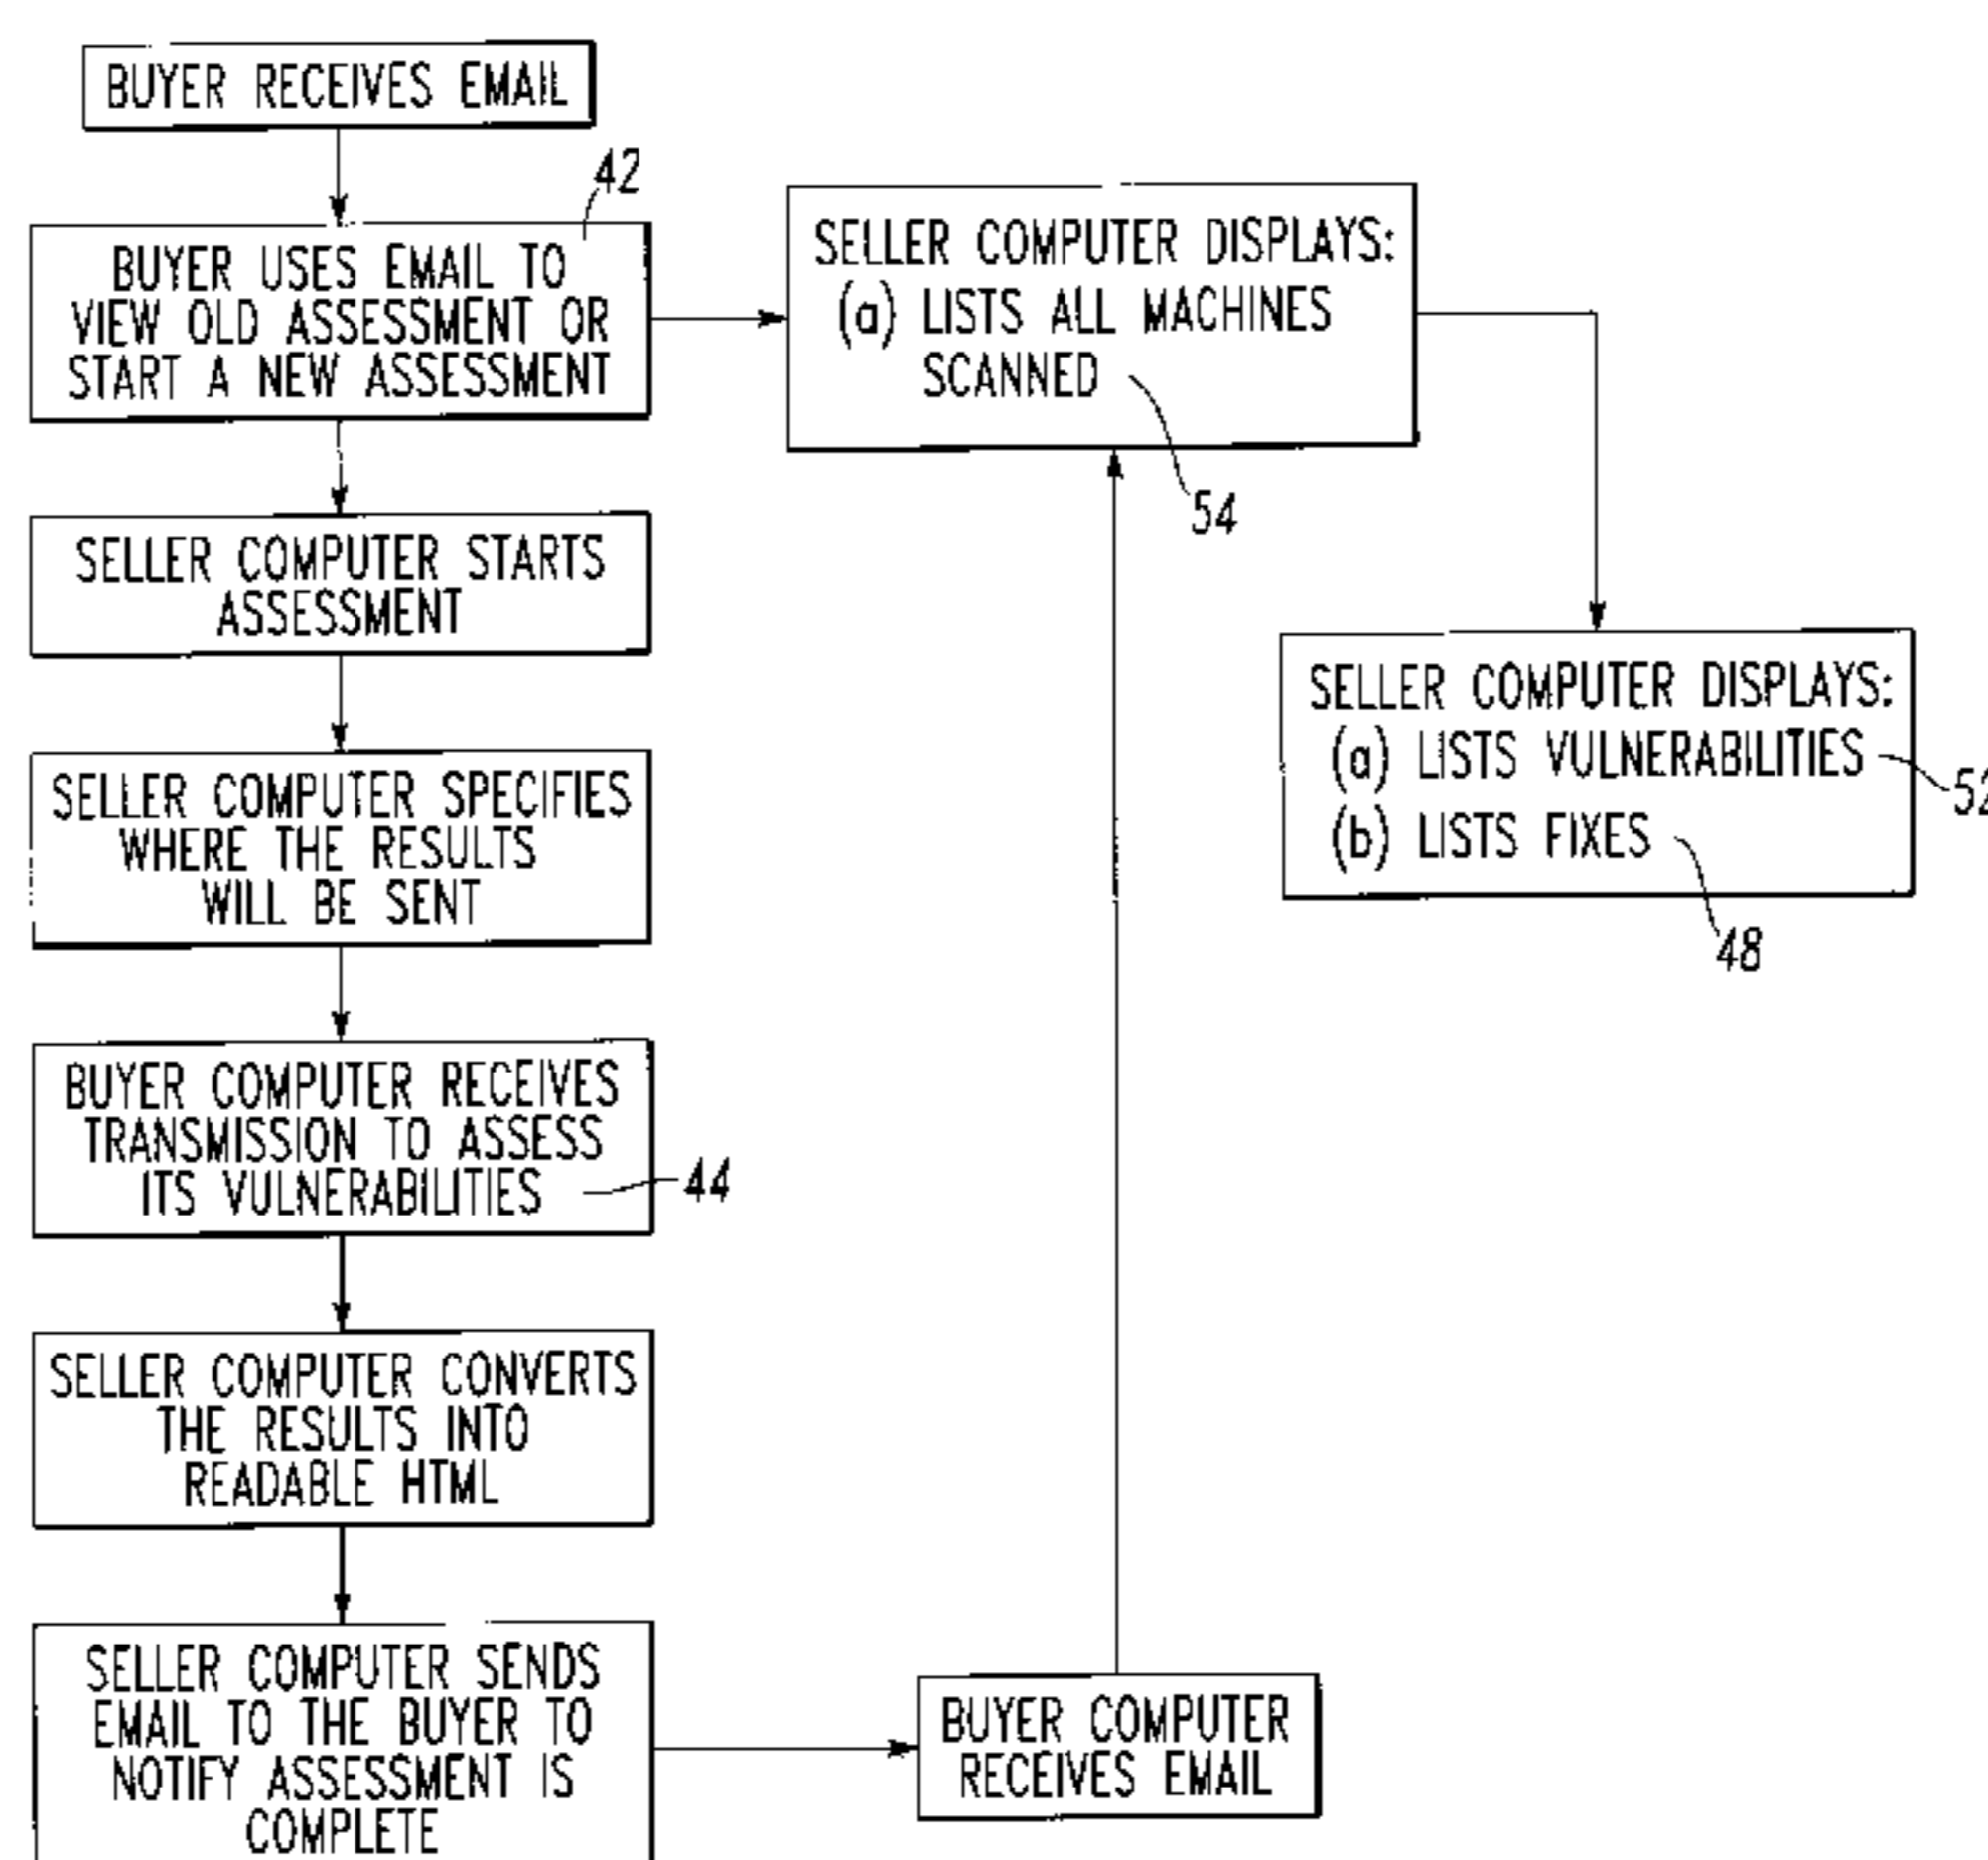 BUYER RECEIVES EMAIL
42
BUYER USES EMAIL TO
VIEW OLD ASSESSMENT OR
START A NEW ASSESSMENT
SELLER COMPUTER DISPLAYS:
(a) LISTS ALL MACHINES
SCANNED
54
SELLER COMPUTER STARTS
ASSESSMENT
SELLER COMPUTER DISPLAYS:
(a) LISTS VULNERABILITIES
52
(b) LISTS FIXES
48
SELLER COMPUTER SPECIFIES
WHERE THE RESULTS
WILL BE SENT
BUYER COMPUTER RECEIVES
TRANSMISSION TO ASSESS
ITS VULNERABILITIES
44
SELLER COMPUTER CONVERTS
THE RESULTS INTO
READABLE HTML
SELLER COMPUTER SENDS
EMAIL TO THE BUYER TO
NOTIFY ASSESSMENT IS
COMPLETE
BUYER COMPUTER
RECEIVES EMAIL